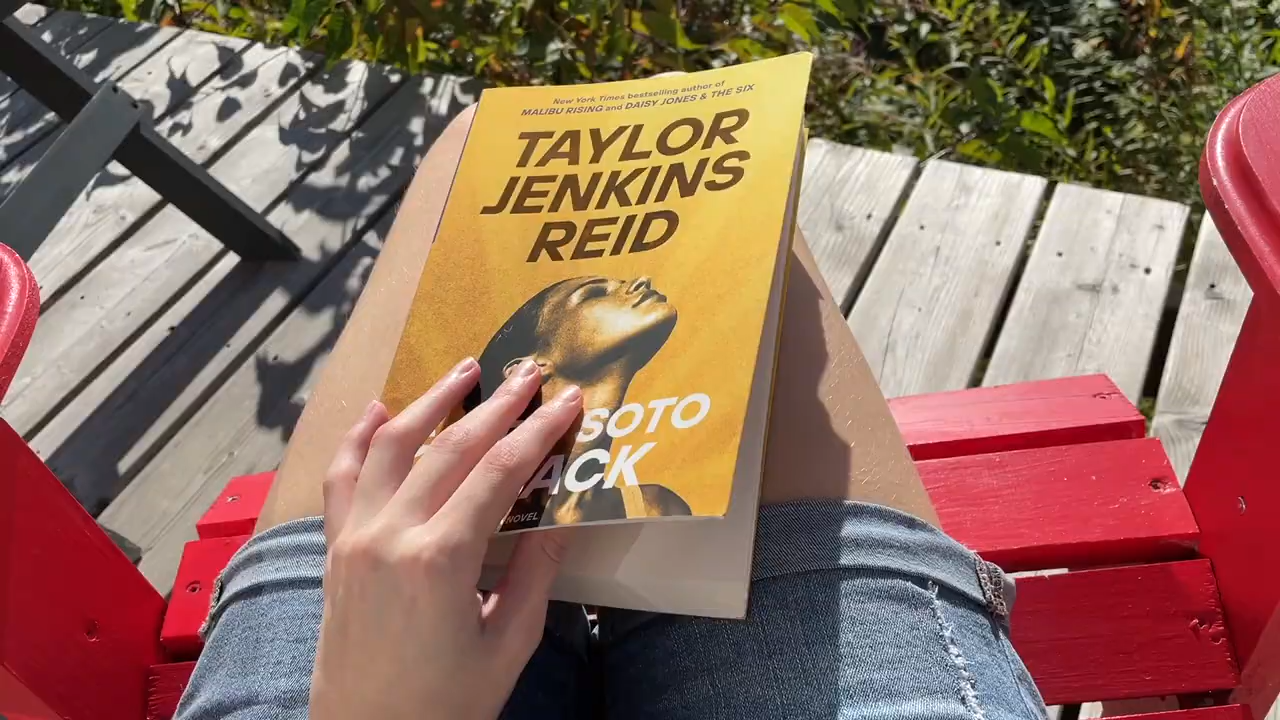 New York Times bestselling author of
MALIBU RISING and DAISY JONES & THE SIX
TAYLOR
JENKINS
REID
SOTO
ACK
NOVEL